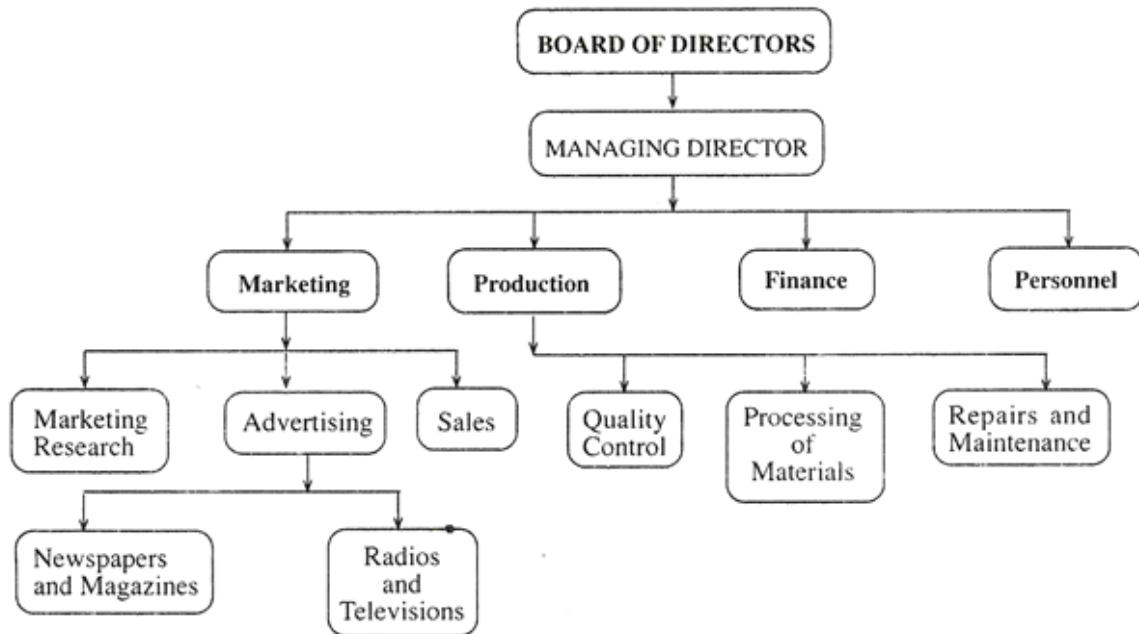 BOARD OF DIRECTORS
MANAGING DIRECTOR
Marketing
Production
Finance
Personnel
Marketing
Research
Advertising
Sales
Quality
Control
Processing
of
Materials
Repairs and
Maintenance
Newspapers
and Magazines
Radios
and
Televisions